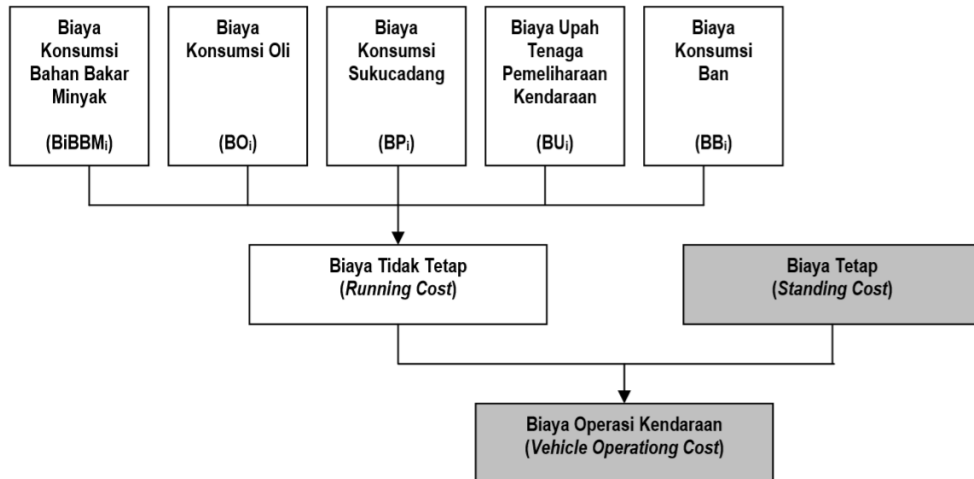 Biaya
Konsumsi
Bahan Bakar
Minyak
(BiBBMᵢ)
Biaya
Konsumsi Oli
(BOᵢ)
Biaya
Konsumsi
Sukucadang
(BPᵢ)
Biaya Upah
Tenaga
Pemeliharaan
Kendaraan
(BUᵢ)
Biaya
Konsumsi
Ban
(BBᵢ)
Biaya Tidak Tetap
(Running Cost)
Biaya Tetap
(Standing Cost)
Biaya Operasi Kendaraan
(Vehicle Operationg Cost)